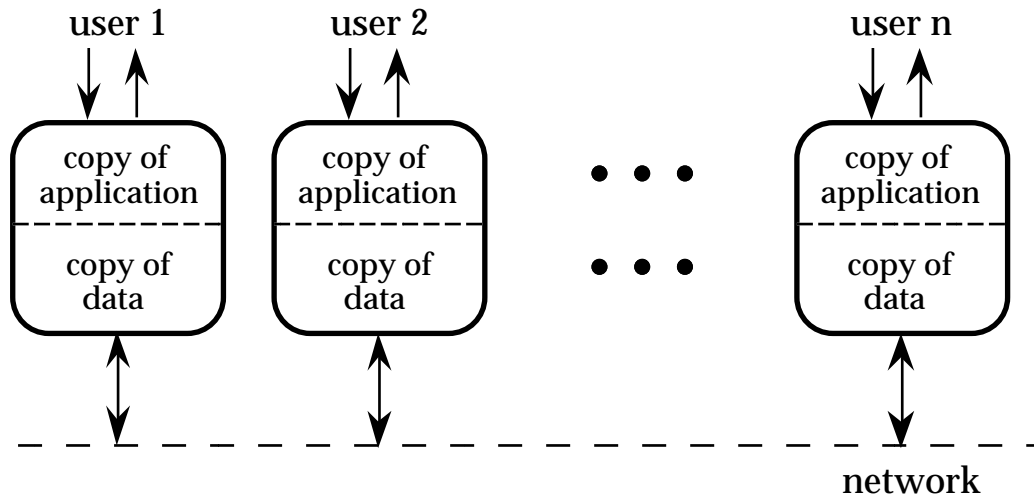 user 1
user 2
user n
copy of
application
copy of
application
copy of
application
copy of
data
copy of
data
copy of
data
network